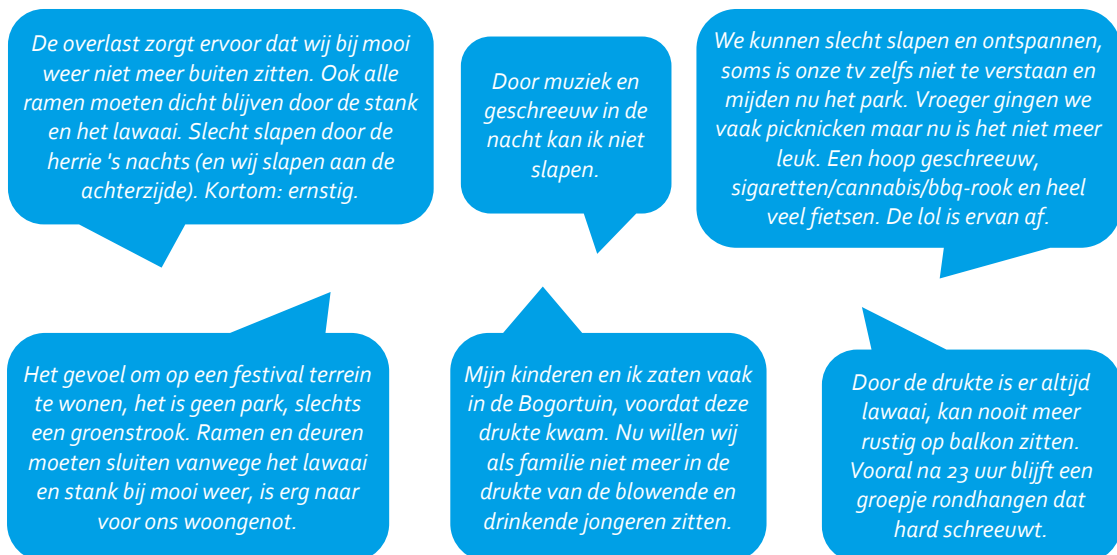 De overlast zorgt ervoor dat wij bij mooi
weer niet meer buiten zitten. Ook alle
ramen moeten dicht blijven door de stank
en het lawaai. Slecht slapen door de
herrie 's nachts (en wij slapen aan de
achterzijde). Kortom: ernstig.
Door muziek en
geschreeuw in de
nacht kan ik niet
slapen.
We kunnen slecht slapen en ontspannen,
soms is onze tv zelfs niet te verstaan en
mijden nu het park. Vroeger gingen we
vaak picknicken maar nu is het niet meer
leuk. Een hoop geschreeuw,
sigaretten/cannabis/bbq-rook en heel
veel fietsen. De lol is ervan af.
Het gevoel om op een festival terrein
te wonen, het is geen park, slechts
een groenstrook. Ramen en deuren
moeten sluiten vanwege het lawaai
en stank bij mooi weer, is erg naar
voor ons woongenot.
Mijn kinderen en ik zaten vaak
in de Bogortuin, voordat deze
drukte kwam. Nu willen wij
als familie niet meer in de
drukte van de blowende en
drinkende jongeren zitten.
Door de drukte is er altijd
lawaai, kan nooit meer
rustig op balkon zitten.
Vooral na 23 uur blijft een
groepje rondhangen dat
hard schreeuwt.